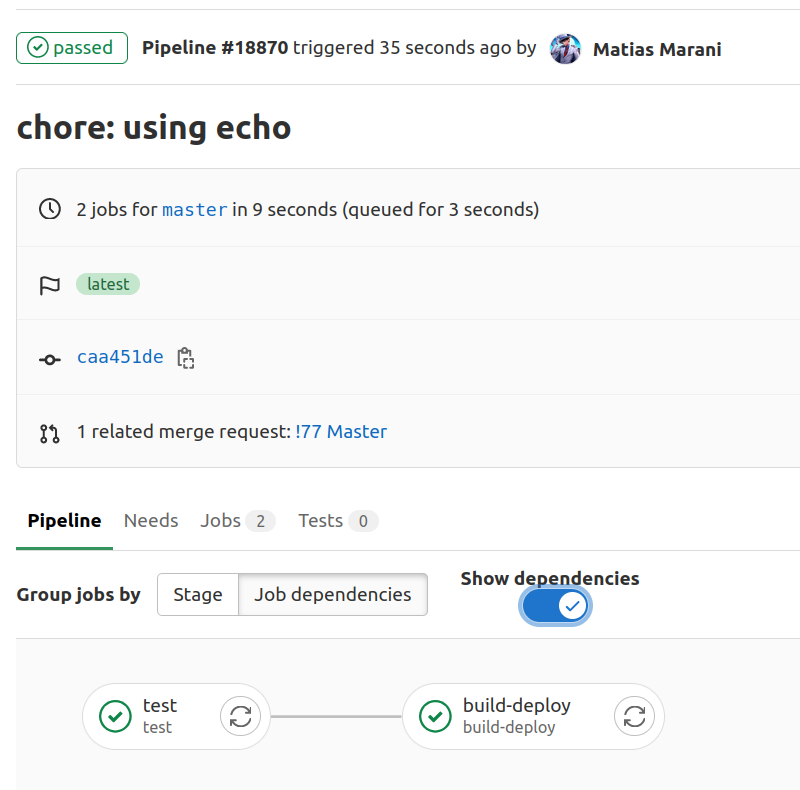 passed Pipeline #18870 triggered 35 seconds ago by Matias Marani
chore: using echo
2 jobs for master in 9 seconds (queued for 3 seconds)
latest
caa451de
1 related merge request: !77 Master
Pipeline Needs Jobs 2 Tests 0
Group jobs by Stage Job dependencies Show dependencies
test build-deploy
test build-deploy